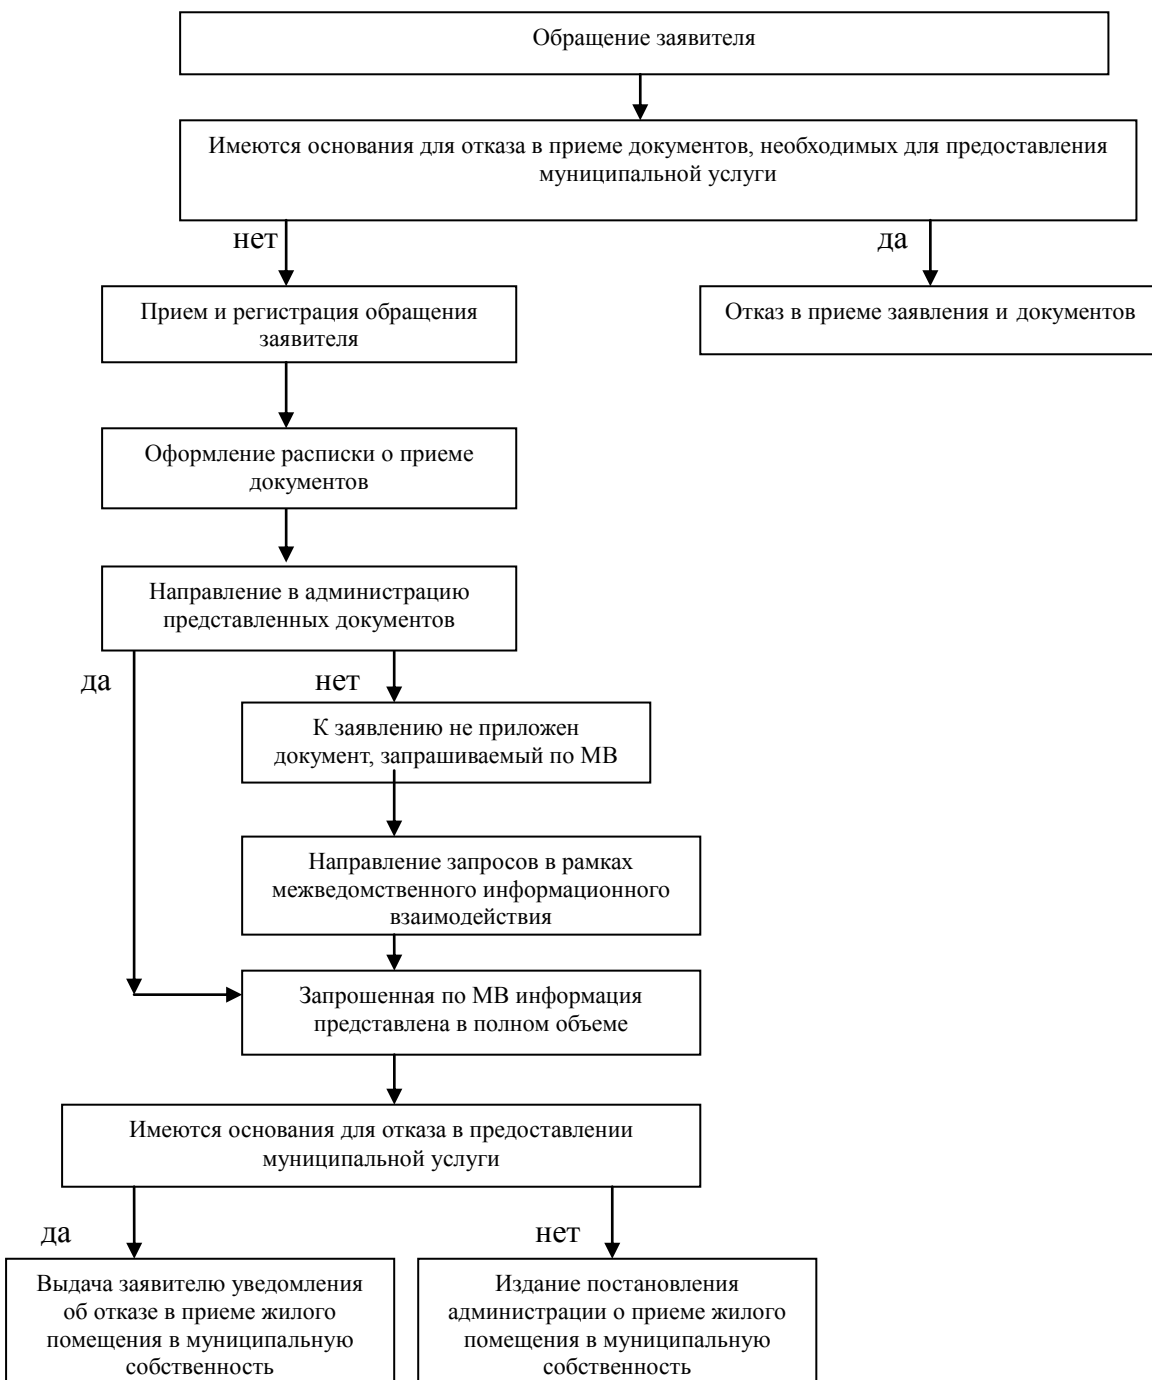 Обращение заявителя
Имеются основания для отказа в приеме документов, необходимых для предоставления
муниципальной услуги
нет
да
Прием и регистрация обращения
заявителя
Отказ в приеме заявления и документов
Оформление расписки о приеме
документов
Направление в администрацию
представленных документов
да
нет
К заявлению не приложен
документ, запрашиваемый по МВ
Направление запросов в рамках
межведомственного информационного
взаимодействия
Запрошенная по МВ информация
представлена в полном объеме
Имеются основания для отказа в предоставлении
муниципальной услуги
да
нет
Выдача заявителю уведомления
об отказе в приеме жилого
помещения в муниципальную
собственность
Издание постановления
администрации о приеме жилого
помещения в муниципальную
собственность